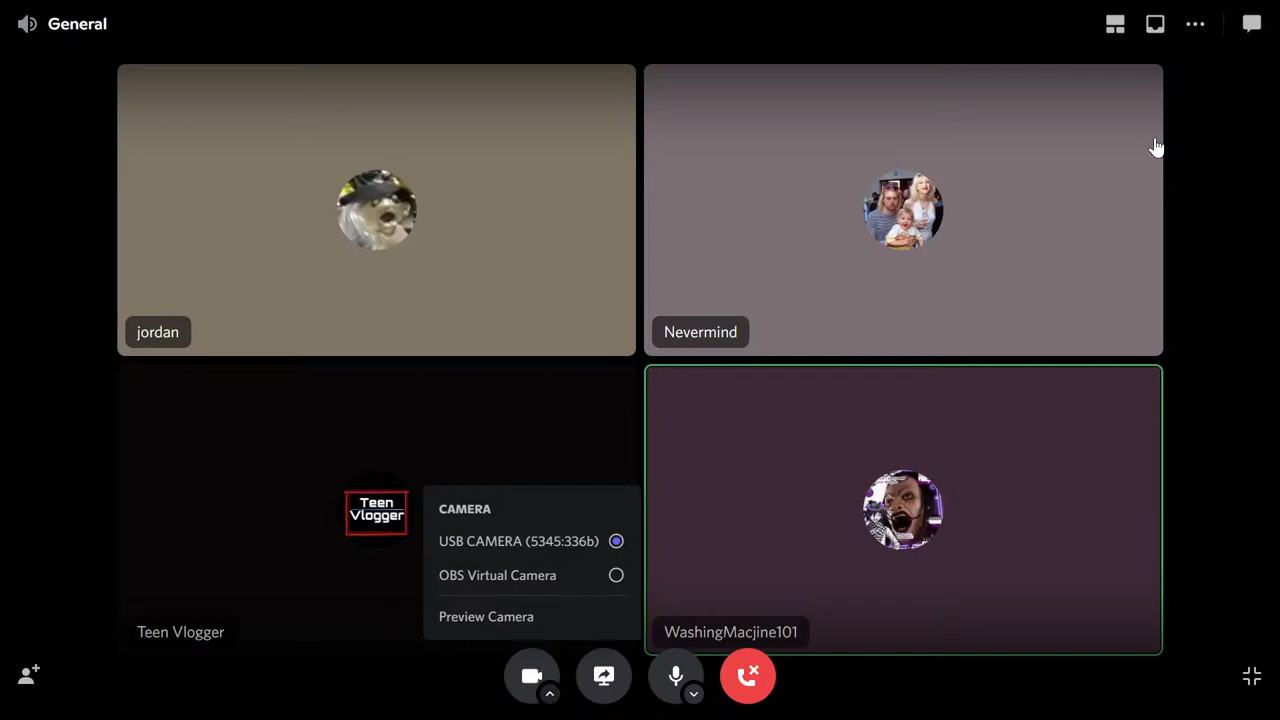 General
jordan
Nevermind
Teen
Vlogger
CAMERA
USB CAMERA (5345:336b)
OBS Virtual Camera
Preview Camera
Teen Vlogger
WashingMacjine101